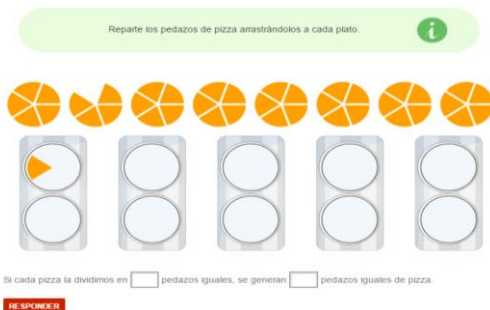 Reparte los pedazos de pizza arrastrándolos a cada plato.
i
Si cada pizza la dividimos en pedazos iguales, se generan pedazos iguales de pizza.
RESPONDER